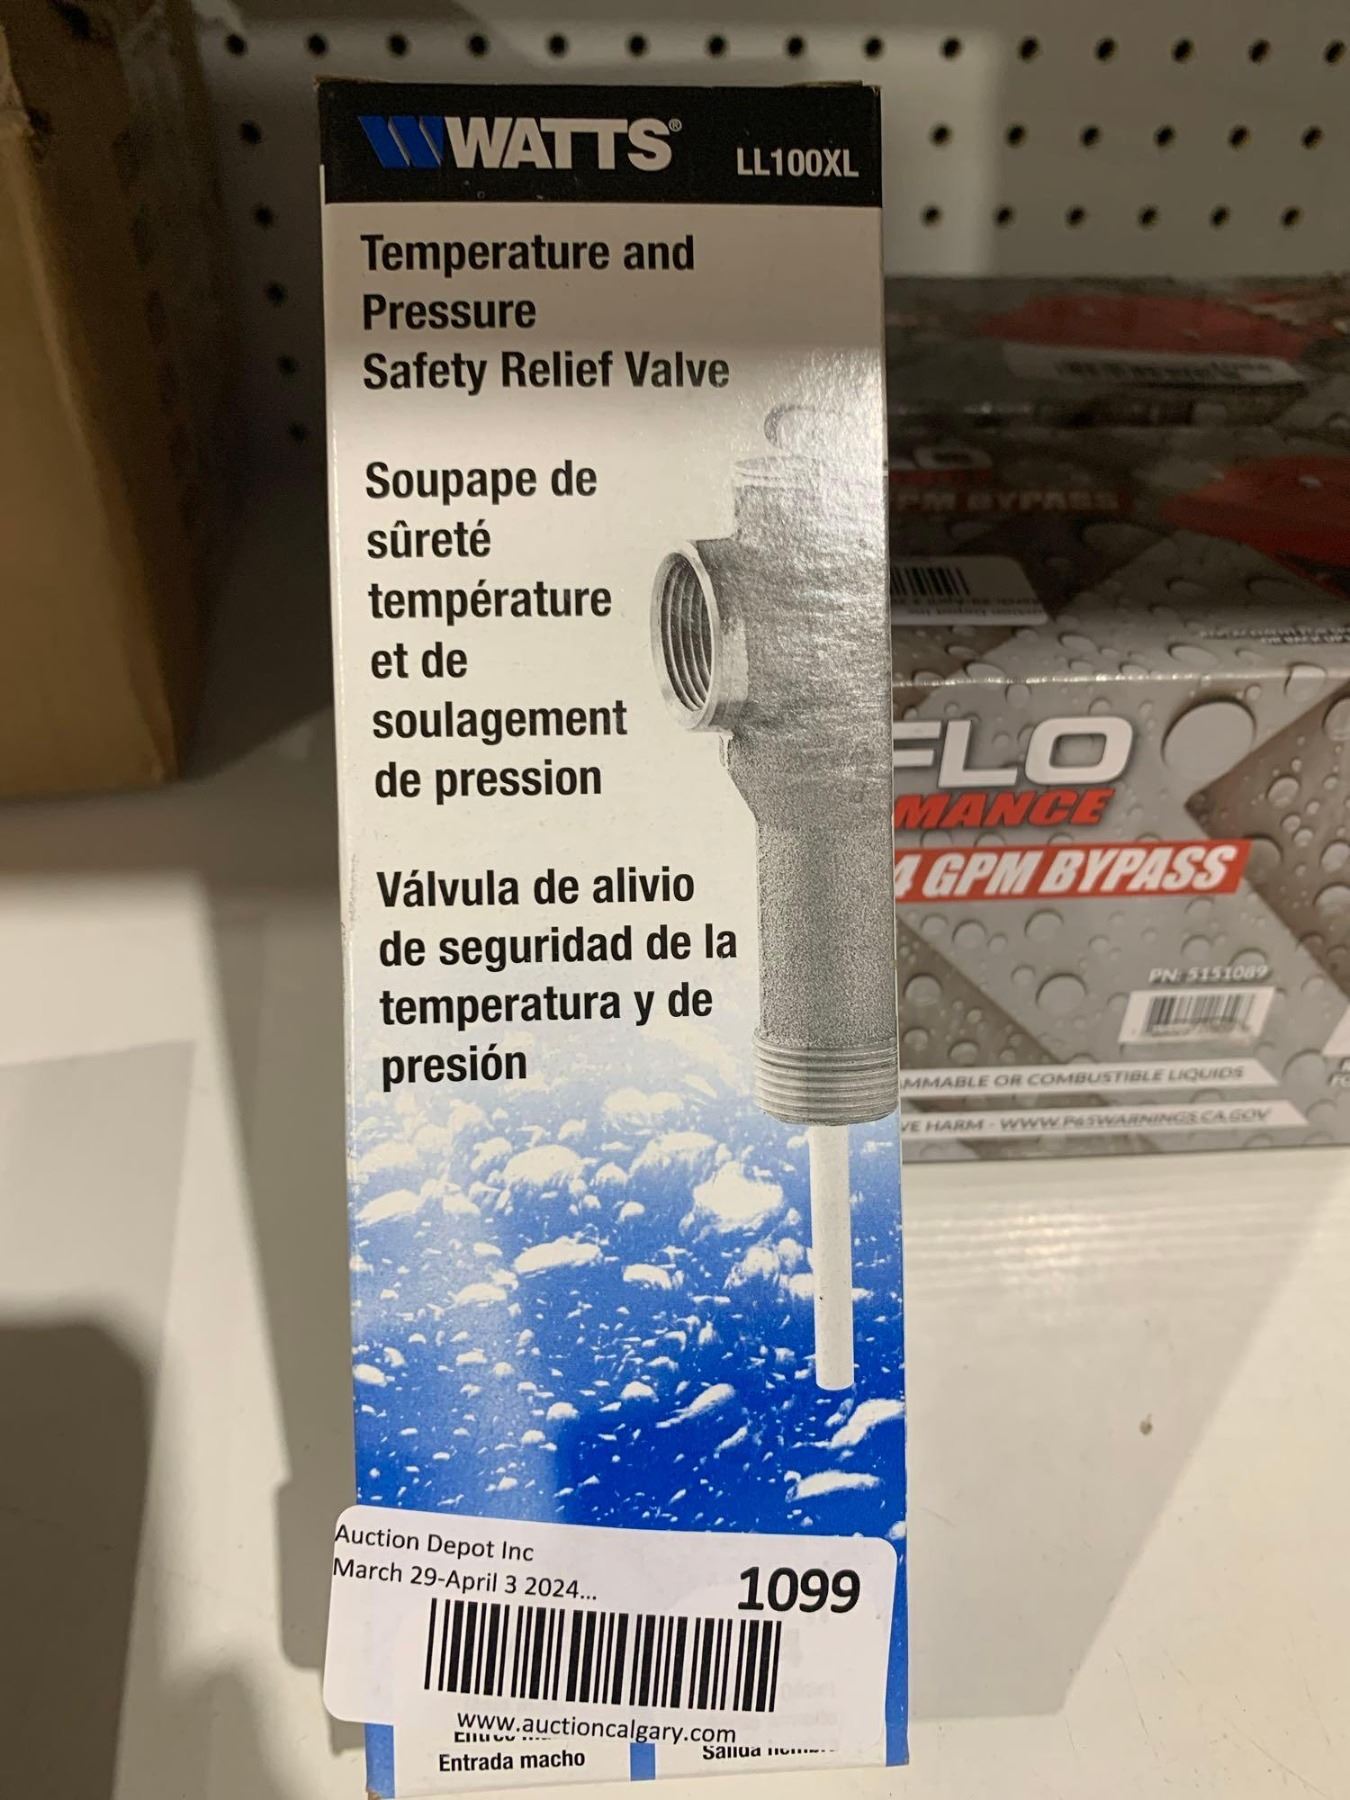 WATTS®
LL100XL
Temperature and
Pressure
Safety Relief Valve
Soupape de
sûreté
température
et de
soulagement
de pression
Válvula de alivio
de seguridad de la
temperatura y de
presión
Auction Depot Inc
March 29-April 3 2024...
1099
www.auctioncalgary.com
Entrada macho
Salida
GPM BYPASS
FLO
MANCE
4 GPM BYPASS
PN: 5151089
MMABLE OR COMBUSTIBLE LIQUIDS
VE HARM - WWW.P65WARNINGS.CA.GOV